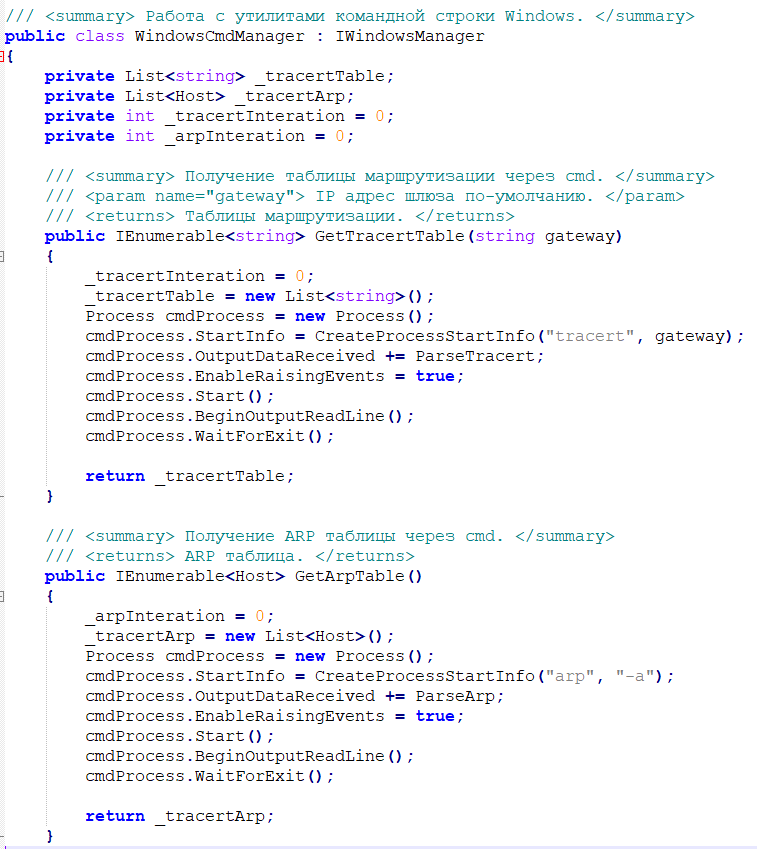 /// <summary> Работа с утилитами командной строки Windows. </summary>
public class WindowsCmdManager : IWindowsManager
{
    private List<string> _tracertTable;
    private List<Host> _tracertArp;
    private int _tracertInteration = 0;
    private int _arpInteration = 0;

    /// <summary> Получение таблицы маршрутизации через cmd. </summary>
    /// <param name="gateway"> IP адрес шлюза по-умолчанию. </param>
    /// <returns> Таблицы маршрутизации. </returns>
    public IEnumerable<string> GetTracertTable(string gateway)
    {
        _tracertInteration = 0;
        _tracertTable = new List<string>();
        Process cmdProcess = new Process();
        cmdProcess.StartInfo = CreateProcessStartInfo("tracert", gateway);
        cmdProcess.OutputDataReceived += ParseTracert;
        cmdProcess.EnableRaisingEvents = true;
        cmdProcess.Start();
        cmdProcess.BeginOutputReadLine();
        cmdProcess.WaitForExit();

        return _tracertTable;
    }

    /// <summary> Получение ARP таблицы через cmd. </summary>
    /// <returns> ARP таблица. </returns>
    public IEnumerable<Host> GetArpTable()
    {
        _arpInteration = 0;
        _tracertArp = new List<Host>();
        Process cmdProcess = new Process();
        cmdProcess.StartInfo = CreateProcessStartInfo("arp", "-a");
        cmdProcess.OutputDataReceived += ParseArp;
        cmdProcess.EnableRaisingEvents = true;
        cmdProcess.Start();
        cmdProcess.BeginOutputReadLine();
        cmdProcess.WaitForExit();

        return _tracertArp;
    }